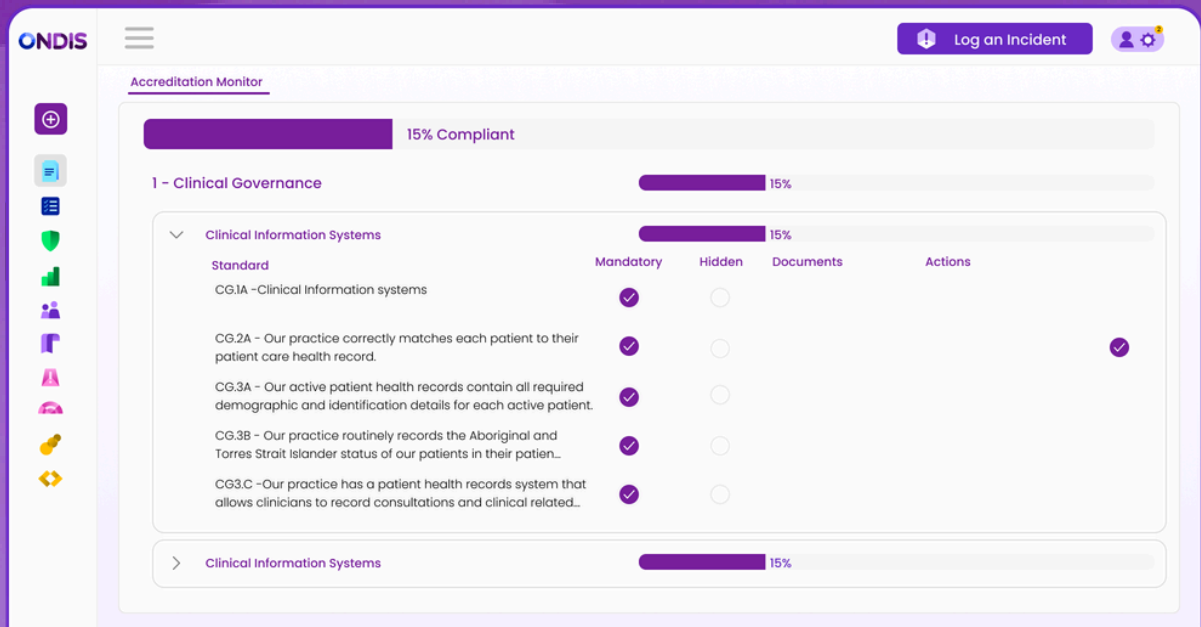 ONDIS
Log an Incident
2
Accreditation Monitor
15% Compliant
1 - Clinical Governance
15%
Clinical Information Systems
15%
Standard
Mandatory
Hidden
Documents
Actions
CG.1A -Clinical Information systems
CG.2A - Our practice correctly matches each patient to their
patient care health record.
CG.3A - Our active patient health records contain all required
demographic and identification details for each active patient.
CG.3B - Our practice routinely records the Aboriginal and
Torres Strait Islander status of our patients in their patien...
CG3.C -Our practice has a patient health records system that
allows clinicians to record consultations and clinical related...
Clinical Information Systems
15%